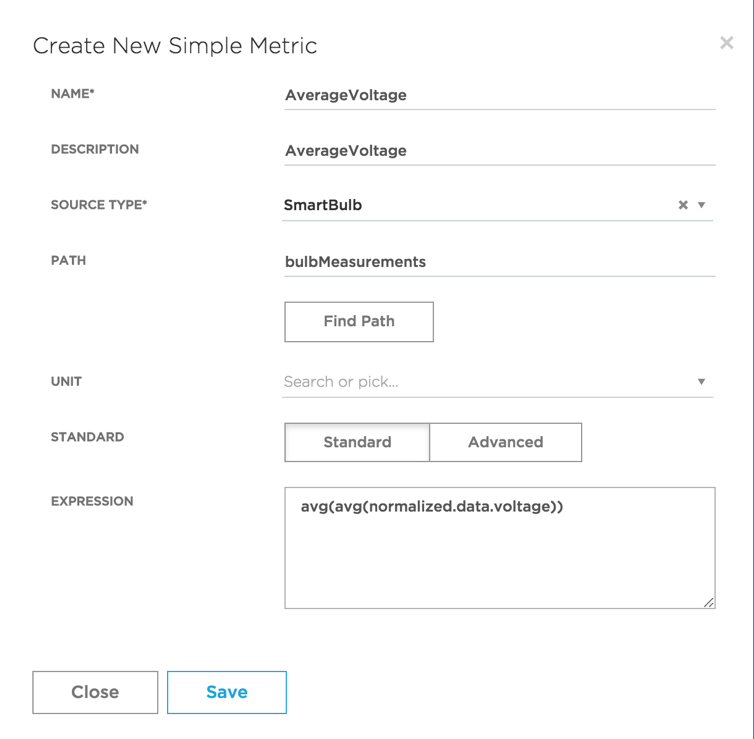 Create New Simple Metric
NAME* AverageVoltage
DESCRIPTION AverageVoltage
SOURCE TYPE* SmartBulb
PATH bulbMeasurements
Find Path
UNIT Search or pick...
STANDARD Standard Advanced
EXPRESSION avg(avg(normalized.data.voltage))
Close Save